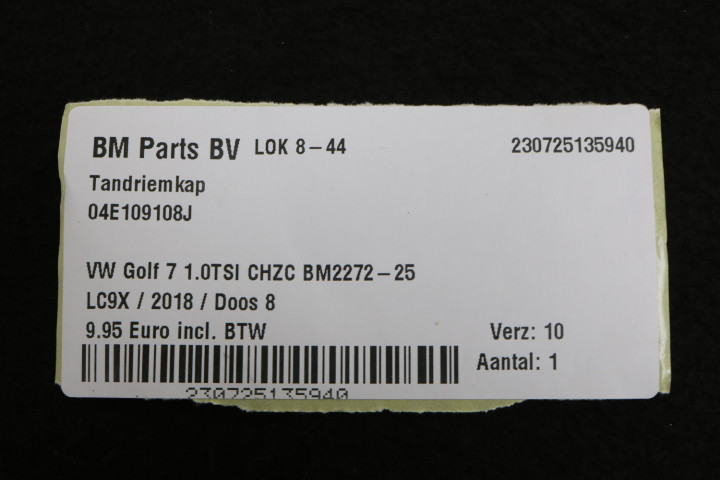 BM Parts BV LOK 8-44 230725135940
Tandriemkap
04E109108J
VW Golf 7 1.0TSI CHZC BM2272-25
LC9X / 2018 / Doos 8
9.95 Euro incl. BTW Verz: 10
Aantal: 1
230725135940